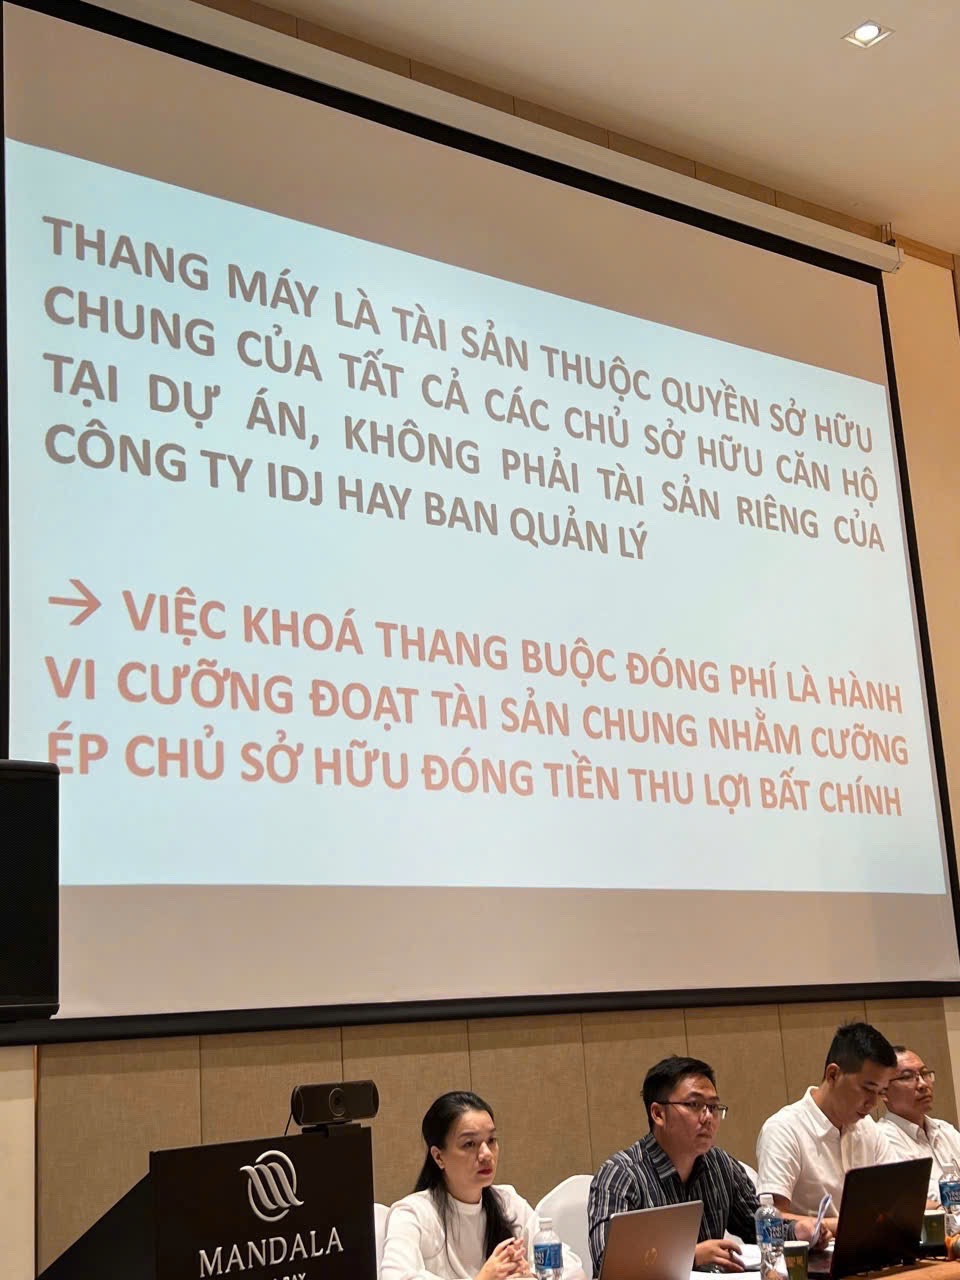 THANG MÁY LÀ TÀI SẢN THUỘC QUYỀN SỞ HỮU
CHUNG CỦA TẤT CẢ CÁC CHỦ SỞ HỮU CĂN HỘ
TẠI DỰ ÁN, KHÔNG PHẢI TÀI SẢN RIÊNG CỦA
CÔNG TY IDJ HAY BAN QUẢN LÝ
→ VIỆC KHOÁ THANG BUỘC ĐÓNG PHÍ LÀ HÀNH
VI CƯỠNG ĐOẠT TÀI SẢN CHUNG NHẰM CƯỠNG
ÉP CHỦ SỞ HỮU ĐÓNG TIỀN THU LỢI BẤT CHÍNH
MANDALA
BAY
hp